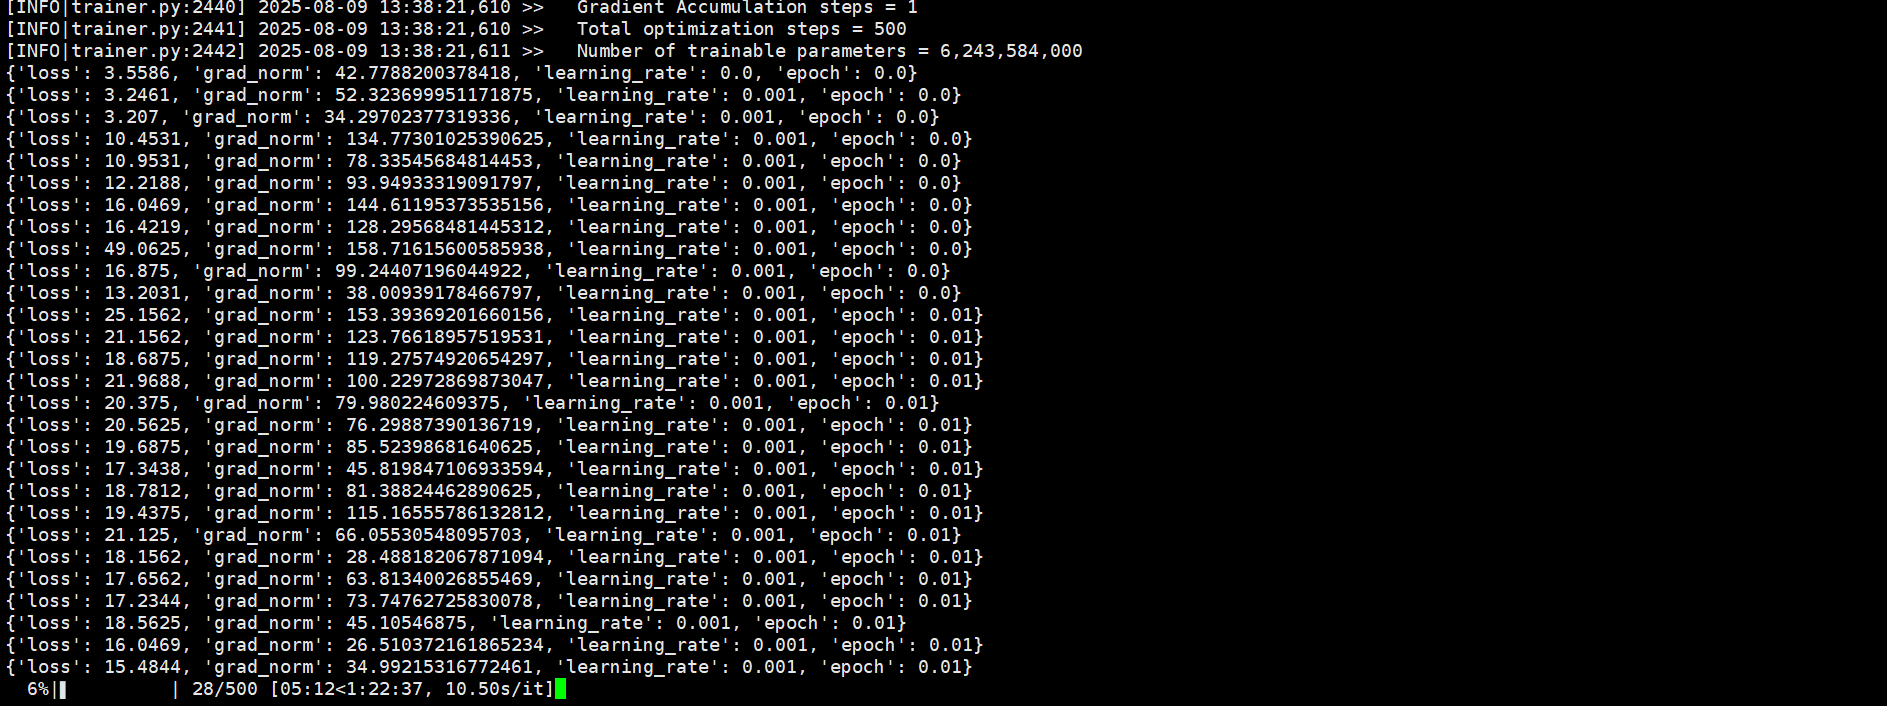 [INFO|trainer.py:2440] 2025-08-09 13:38:21,610 >>   Gradient Accumulation steps = 1
[INFO|trainer.py:2441] 2025-08-09 13:38:21,610 >>   Total optimization steps = 500
[INFO|trainer.py:2442] 2025-08-09 13:38:21,611 >>   Number of trainable parameters = 6,243,584,000
{'loss': 3.5586, 'grad_norm': 42.7788200378418, 'learning_rate': 0.0, 'epoch': 0.0}
{'loss': 3.2461, 'grad_norm': 52.323699951171875, 'learning_rate': 0.001, 'epoch': 0.0}
{'loss': 3.207, 'grad_norm': 34.29702377319336, 'learning_rate': 0.001, 'epoch': 0.0}
{'loss': 10.4531, 'grad_norm': 134.77301025390625, 'learning_rate': 0.001, 'epoch': 0.0}
{'loss': 10.9531, 'grad_norm': 78.33545684814453, 'learning_rate': 0.001, 'epoch': 0.0}
{'loss': 12.2188, 'grad_norm': 93.94933319091797, 'learning_rate': 0.001, 'epoch': 0.0}
{'loss': 16.0469, 'grad_norm': 144.61195373535156, 'learning_rate': 0.001, 'epoch': 0.0}
{'loss': 16.4219, 'grad_norm': 128.29568481445312, 'learning_rate': 0.001, 'epoch': 0.0}
{'loss': 49.0625, 'grad_norm': 158.71615600585938, 'learning_rate': 0.001, 'epoch': 0.0}
{'loss': 16.875, 'grad_norm': 99.24407196044922, 'learning_rate': 0.001, 'epoch': 0.0}
{'loss': 13.2031, 'grad_norm': 38.00939178466797, 'learning_rate': 0.001, 'epoch': 0.0}
{'loss': 25.1562, 'grad_norm': 153.39369201660156, 'learning_rate': 0.001, 'epoch': 0.01}
{'loss': 21.1562, 'grad_norm': 123.76618957519531, 'learning_rate': 0.001, 'epoch': 0.01}
{'loss': 18.6875, 'grad_norm': 119.27574920654297, 'learning_rate': 0.001, 'epoch': 0.01}
{'loss': 21.9688, 'grad_norm': 100.22972869873047, 'learning_rate': 0.001, 'epoch': 0.01}
{'loss': 20.375, 'grad_norm': 79.980224609375, 'learning_rate': 0.001, 'epoch': 0.01}
{'loss': 20.5625, 'grad_norm': 76.29887390136719, 'learning_rate': 0.001, 'epoch': 0.01}
{'loss': 19.6875, 'grad_norm': 85.52398681640625, 'learning_rate': 0.001, 'epoch': 0.01}
{'loss': 17.3438, 'grad_norm': 45.819847106933594, 'learning_rate': 0.001, 'epoch': 0.01}
{'loss': 18.7812, 'grad_norm': 81.38824462890625, 'learning_rate': 0.001, 'epoch': 0.01}
{'loss': 19.4375, 'grad_norm': 115.16555786132812, 'learning_rate': 0.001, 'epoch': 0.01}
{'loss': 21.125, 'grad_norm': 66.05530548095703, 'learning_rate': 0.001, 'epoch': 0.01}
{'loss': 18.1562, 'grad_norm': 28.488182067871094, 'learning_rate': 0.001, 'epoch': 0.01}
{'loss': 17.6562, 'grad_norm': 63.81340026855469, 'learning_rate': 0.001, 'epoch': 0.01}
{'loss': 17.2344, 'grad_norm': 73.74762725830078, 'learning_rate': 0.001, 'epoch': 0.01}
{'loss': 18.5625, 'grad_norm': 45.10546875, 'learning_rate': 0.001, 'epoch': 0.01}
{'loss': 16.0469, 'grad_norm': 26.510372161865234, 'learning_rate': 0.001, 'epoch': 0.01}
{'loss': 15.4844, 'grad_norm': 34.99215316772461, 'learning_rate': 0.001, 'epoch': 0.01}
  6%|▌         | 28/500 [05:12<1:22:37, 10.50s/it]